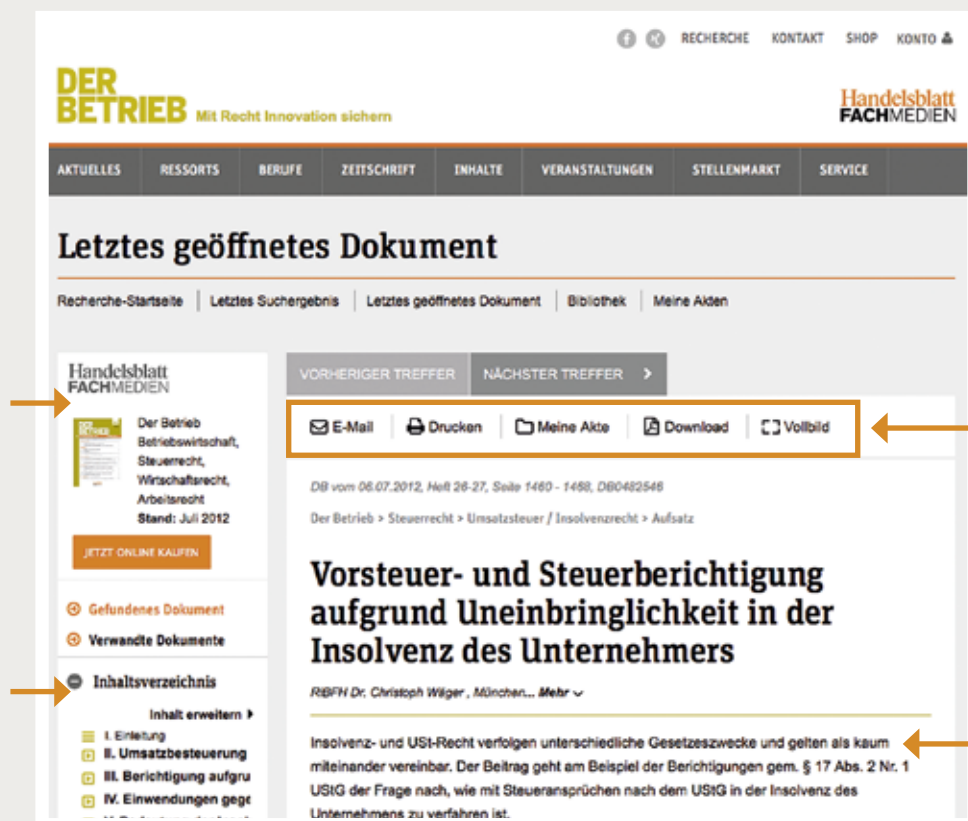 RECHERCHE KONTAKT SHOP KONTO
DER
BETRIEB Mit Recht Innovation sichern
Handelsblatt
FACHMEDIEN
AKTUELLES RESSORTS BERUFE ZEITSCHRIFT INHALTE VERANSTALTUNGEN STELLENMARKT SERVICE
Letztes geöffnetes Dokument
Recherche-Startseite Letztes Suchergebnis Letztes geöffnetes Dokument Bibliothek Meine Akten
Handelsblatt
FACHMEDIEN
Der Betrieb
Betriebswirtschaft,
Steuerrecht,
Wirtschaftsrecht,
Arbeitsrecht
Stand: Juli 2012
JETZT ONLINE KAUFEN
Gefundenes Dokument
Verwandte Dokumente
Inhaltsverzeichnis
Inhalt erweitern
I. Einleitung
II. Umsatzbesteuerung
III. Berichtigung aufgru
IV. Einwendungen gege
VORHERIGER TREFFER NÄCHSTER TREFFER
E-Mail Drucken Meine Akte Download Vollbild
DB vom 06.07.2012, Heft 26-27, Seite 1460 - 1468, DB0482546
Der Betrieb > Steuerrecht > Umsatzsteuer / Insolvenzrecht > Aufsatz
Vorsteuer- und Steuerberichtigung
aufgrund Uneinbringlichkeit in der
Insolvenz des Unternehmers
RiBFH Dr. Christoph Wäger , München... Mehr
Insolvenz- und USt-Recht verfolgen unterschiedliche Gesetzeszwecke und gelten als kaum
miteinander vereinbar. Der Beitrag geht am Beispiel der Berichtigungen gem. § 17 Abs. 2 Nr. 1
UStG der Frage nach, wie mit Steueransprüchen nach dem UStG in der Insolvenz des
Unternehmens zu verfahren ist.